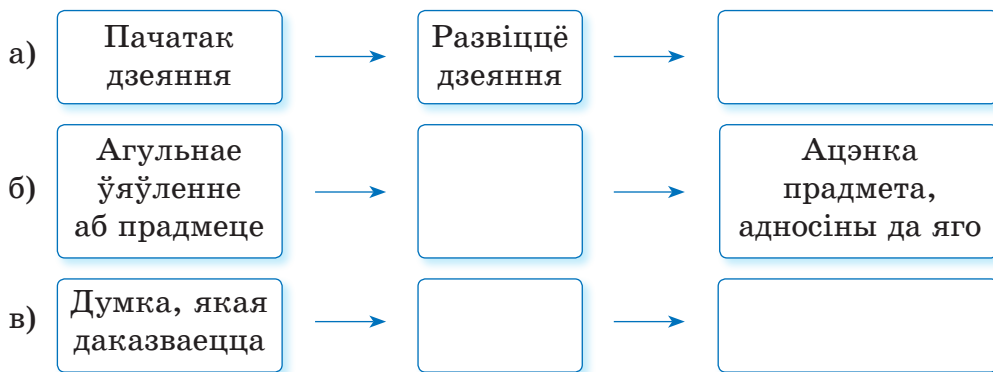 а)
Пачатак
дзеяння
Развіццё
дзеяння
б)
Агульнае
ўяўленне
аб прадмеце
Ацэнка
прадмета,
адносіны да яго
в)
Думка, якая
даказваецца